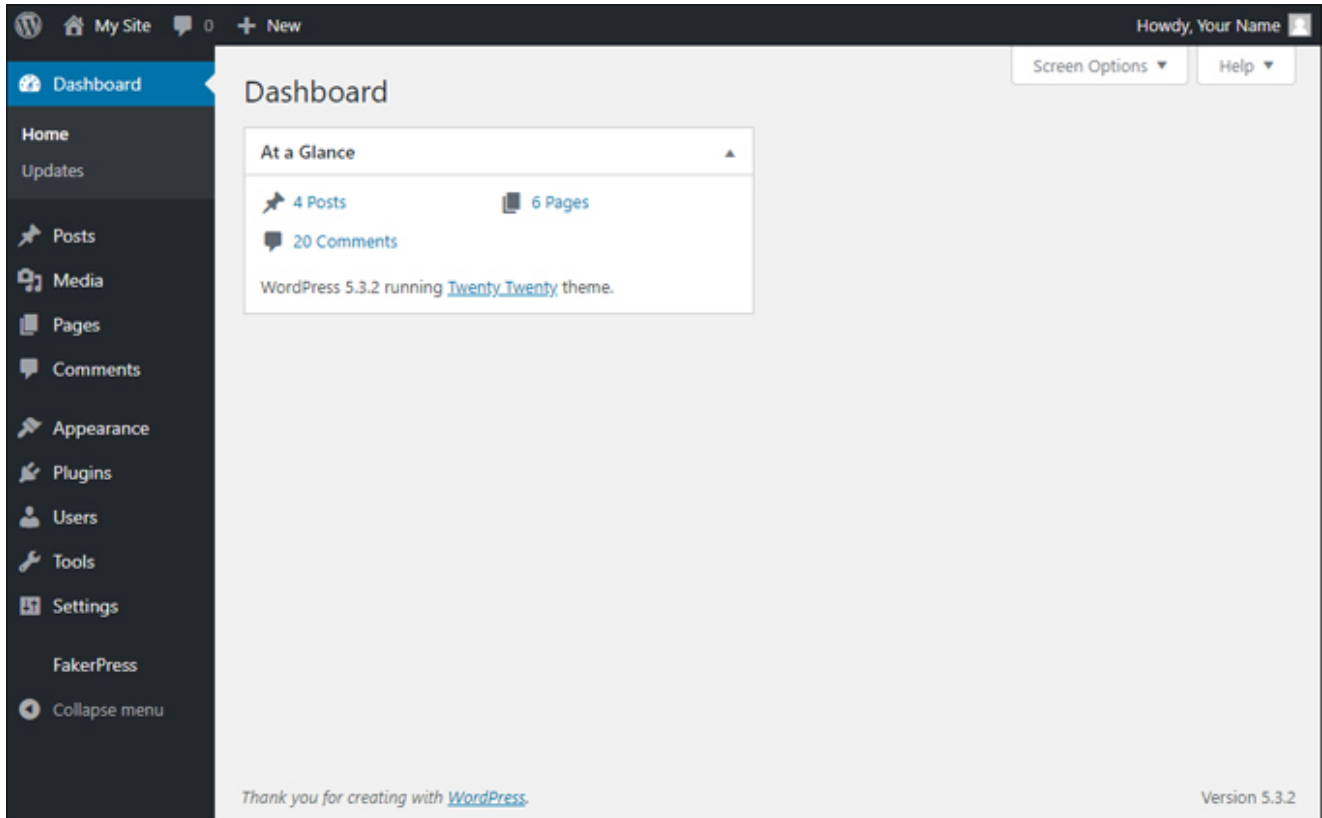 My Site 0 New Howdy, Your Name
Screen Options Help
Dashboard
Home
Updates
Posts
Media
Pages
Comments
Appearance
Plugins
Users
Tools
Settings
FakerPress
Collapse menu
Dashboard
At a Glance
4 Posts 6 Pages
20 Comments
WordPress 5.3.2 running Twenty Twenty theme.
Thank you for creating with WordPress. Version 5.3.2